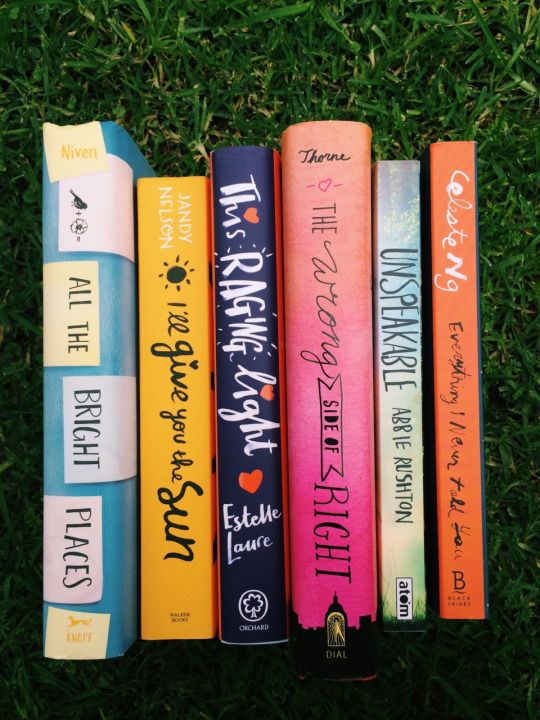 Niven
+ =
ALL THE
BRIGHT
PLACES
KNOPF
JANDY
NELSON
I'll give you the Sun
WALKER
BOOKS
This RAGING light
Estelle
Laure
ORCHARD
Thorne
THE wrong SIDE OF RIGHT
DIAL
UNSPEAKABLE
ABBIE RUSHTON
atom
Celeste Ng
Everything I Never told You
B
BLACK
FRIARS